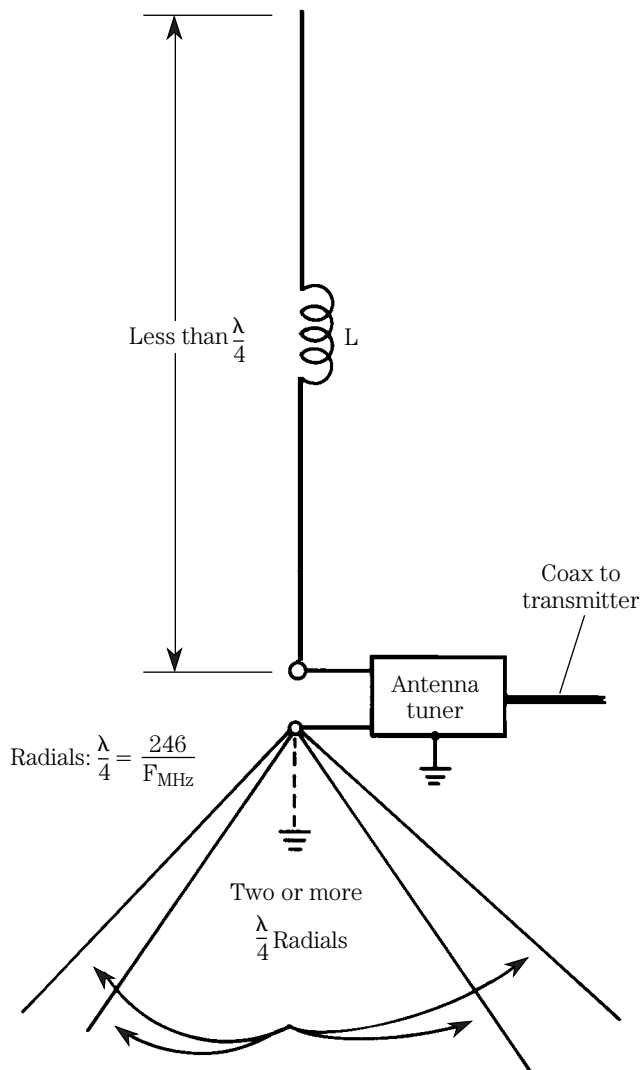 Less than λ/4
L
Coax to
transmitter
Antenna
tuner
Radials: λ/4 = 246/F_MHz
Two or more
λ/4 Radials